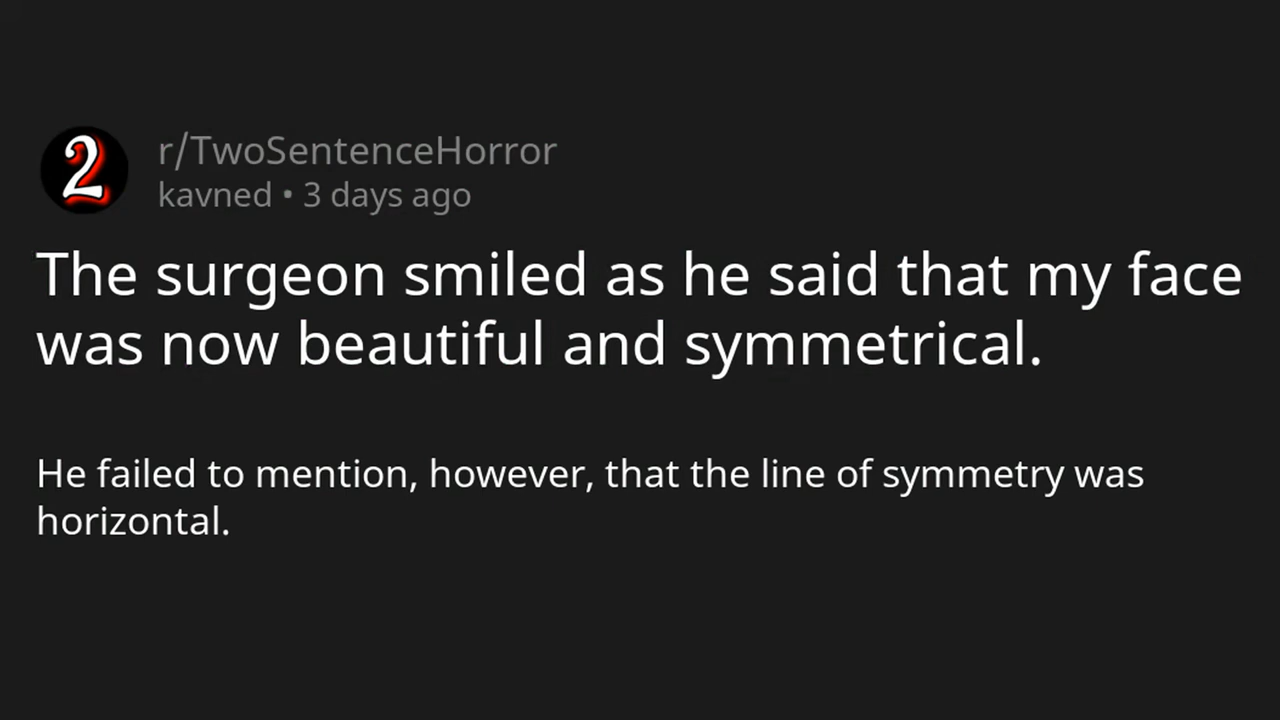 2
r/TwoSentenceHorror
kavned • 3 days ago
The surgeon smiled as he said that my face
was now beautiful and symmetrical.
He failed to mention, however, that the line of symmetry was
horizontal.